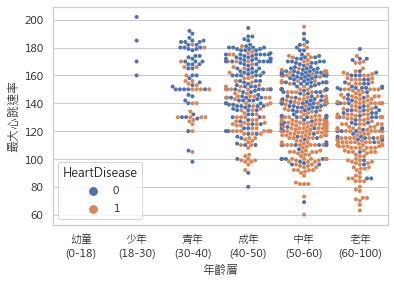 200
180
160
140
120
100
80
60
最大心跳速率
HeartDisease
0
1
幼童 少年 青年 成年 中年 老年
(0-18) (18-30) (30-40) (40-50) (50-60) (60-100)
年齡層